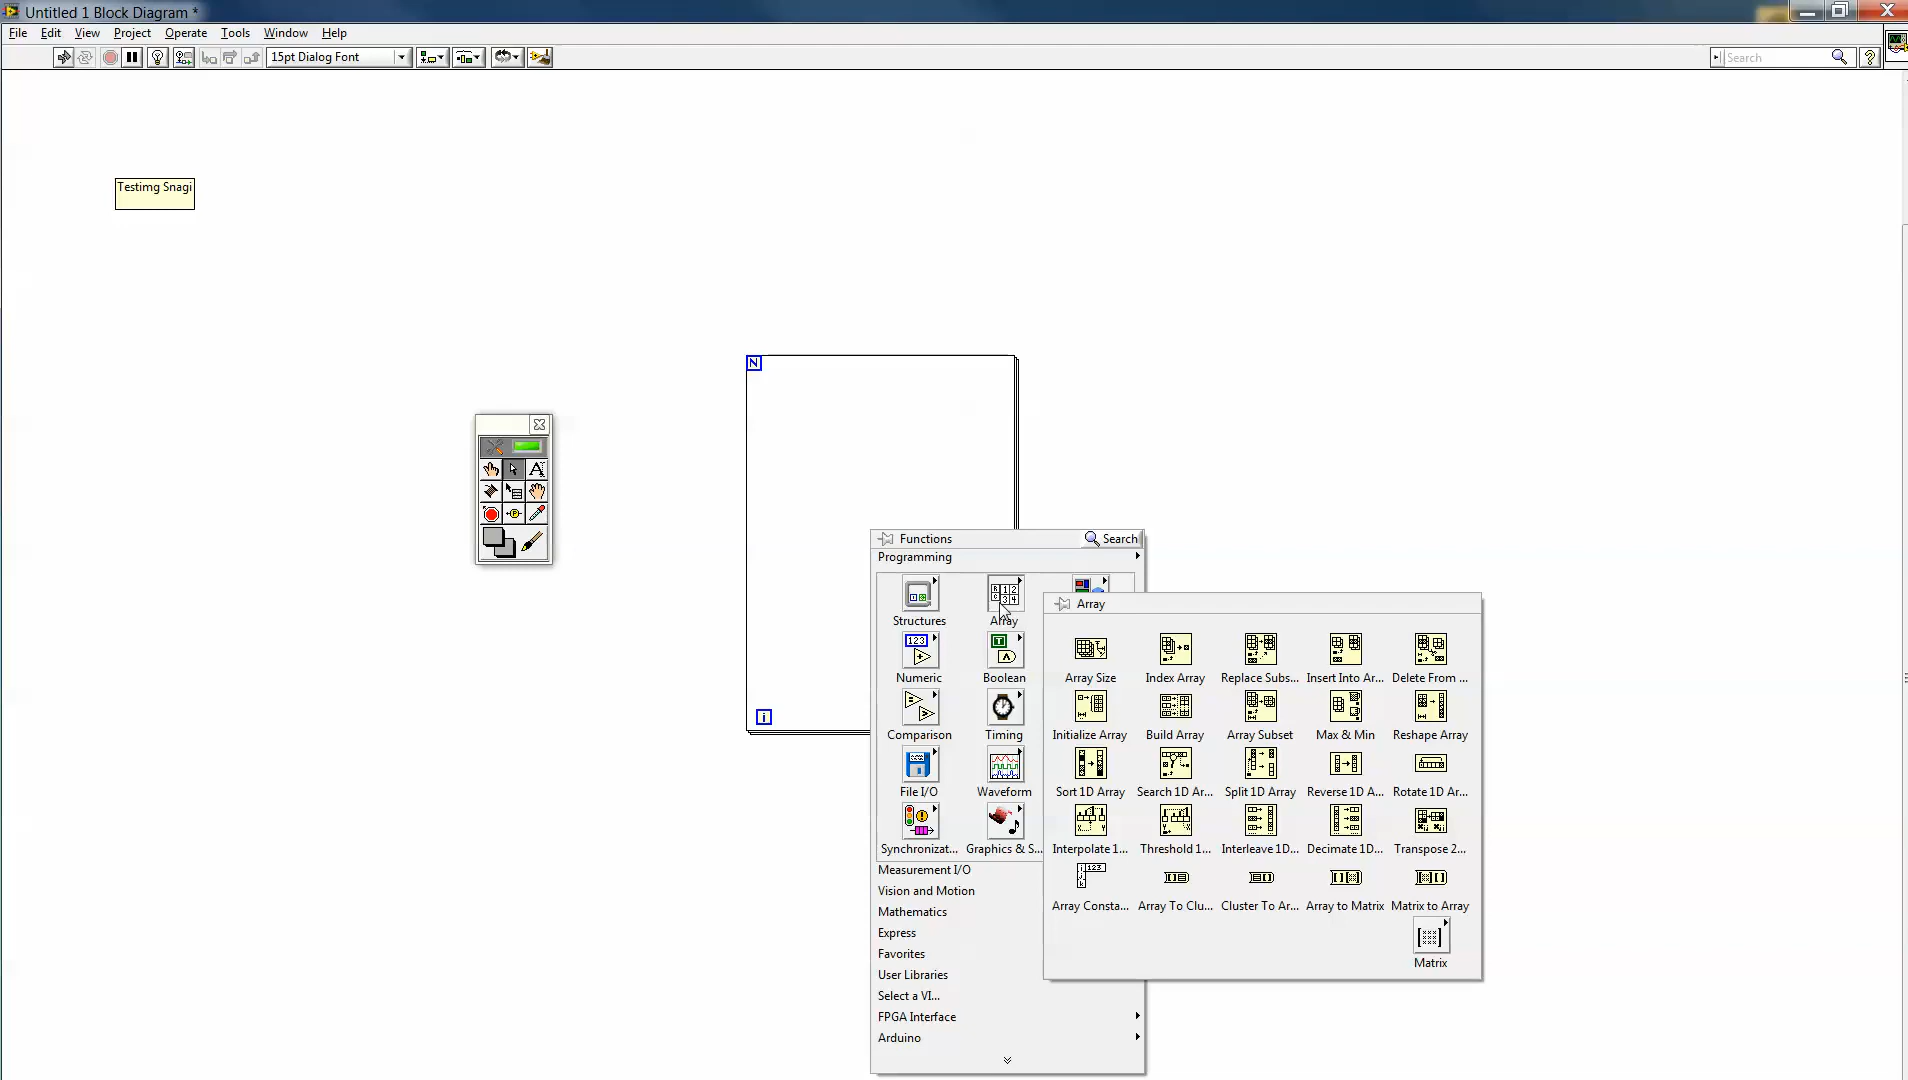 Untitled 1 Block Diagram *
File Edit View Project Operate Tools Window Help
15pt Dialog Font
Search
?
Testimg Snagi
N
i
Functions
Search
Programming
Structures Array
Numeric Boolean
Comparison Timing
File I/O Waveform
Synchronizat... Graphics & S...
Measurement I/O
Vision and Motion
Mathematics
Express
Favorites
User Libraries
Select a VI...
FPGA Interface
Arduino
Array
Array Size Index Array Replace Subs... Insert Into Ar... Delete From ...
Initialize Array Build Array Array Subset Max & Min Reshape Array
Sort 1D Array Search 1D Ar... Split 1D Array Reverse 1D A... Rotate 1D Ar...
Interpolate 1... Threshold 1... Interleave 1D... Decimate 1D... Transpose 2...
Array Consta... Array To Clu... Cluster To Ar... Array to Matrix Matrix to Array
Matrix